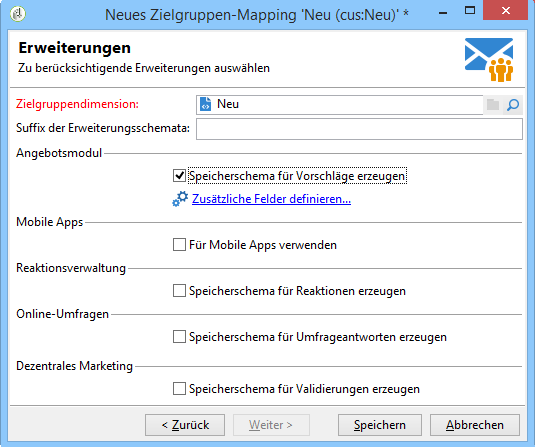 Neues Zielgruppen-Mapping 'Neu (cus:Neu)' *
Erweiterungen
Zu berücksichtigende Erweiterungen auswählen
Zielgruppendimension: Neu
Suffix der Erweiterungsschemata:
Angebotsmodul
Speicherschema für Vorschläge erzeugen
Zusätzliche Felder definieren...
Mobile Apps
Für Mobile Apps verwenden
Reaktionsverwaltung
Speicherschema für Reaktionen erzeugen
Online-Umfragen
Speicherschema für Umfrageantworten erzeugen
Dezentrales Marketing
Speicherschema für Validierungen erzeugen
< Zurück Weiter > Speichern Abbrechen